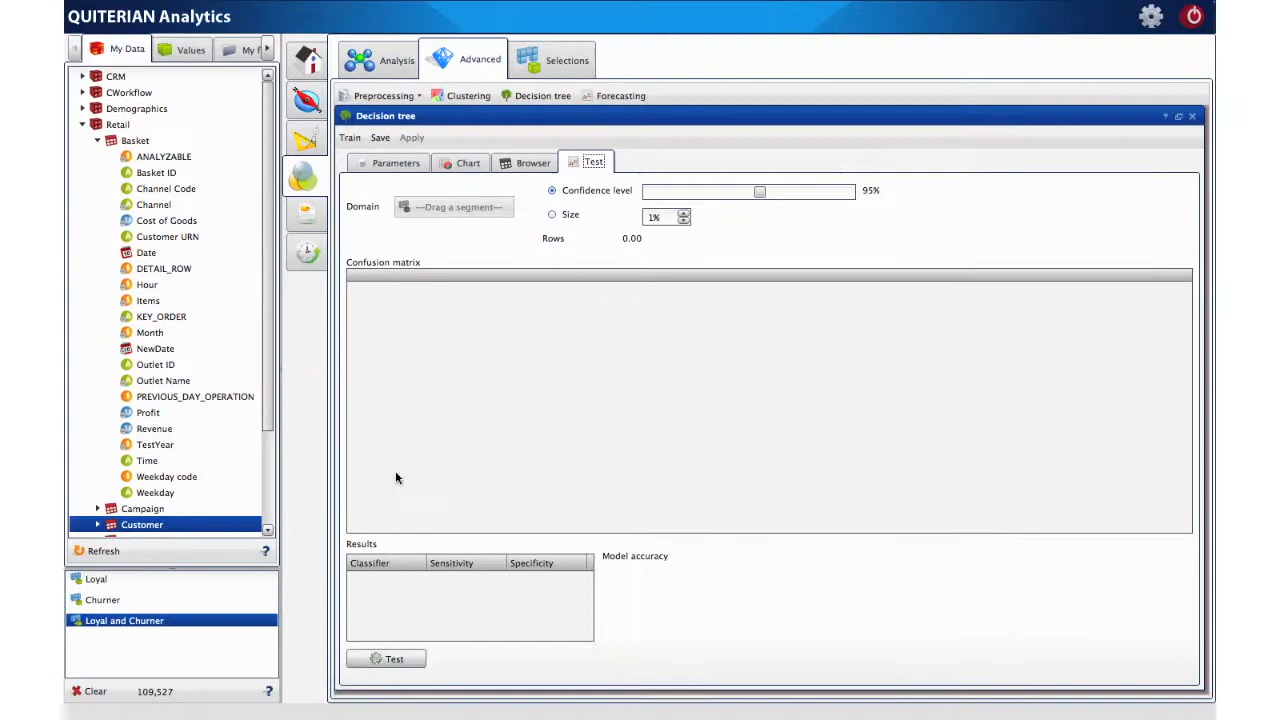 QUITERIAN Analytics
My Data
Values
My f
Analysis
Advanced
Selections
CRM
CWorkflow
Demographics
Retail
Basket
ANALYZABLE
Basket ID
Channel Code
Channel
Cost of Goods
Customer URN
Date
DETAIL_ROW
Hour
Items
KEY_ORDER
Month
NewDate
Outlet ID
Outlet Name
PREVIOUS_DAY_OPERATION
Profit
Revenue
TestYear
Time
Weekday code
Weekday
Campaign
Customer
Refresh ?
Loyal
Churner
Loyal and Churner
Clear 109,527 ?
Preprocessing Clustering Decision tree Forecasting
Decision tree ?
Train Save Apply
Parameters Chart Browser Test
Domain ---Drag a segment---
Confidence level 95%
Size 1%
Rows 0.00
Confusion matrix
Results
Classifier Sensitivity Specificity
Model accuracy
Test